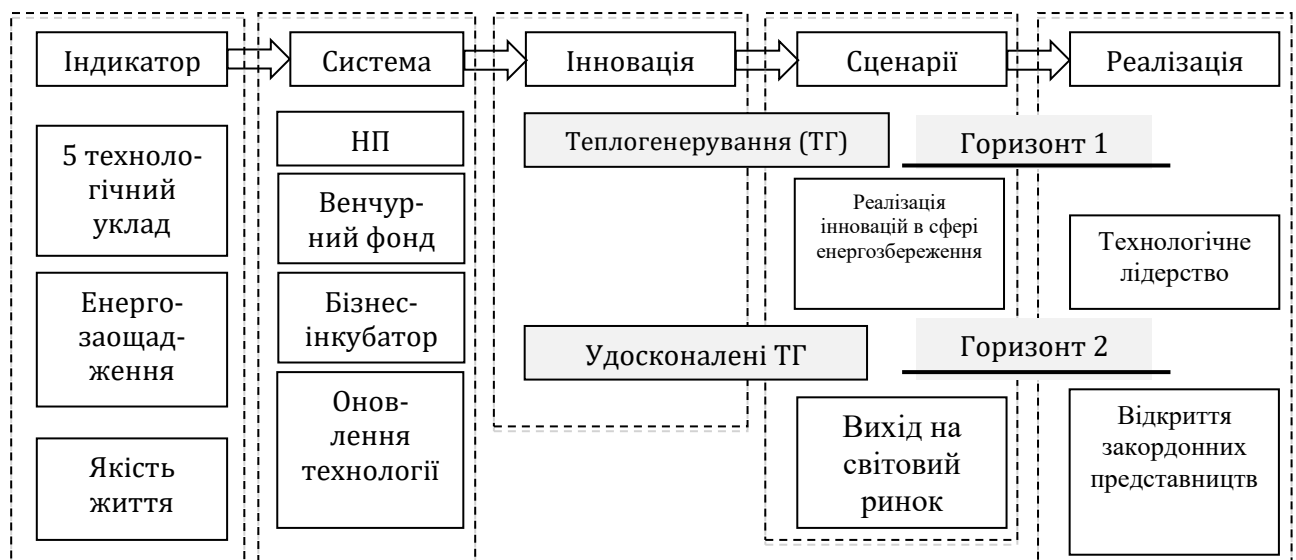 Індикатор
Система
Інновація
Сценарії
Реалізація
5 техноло-
гічний
уклад
Енерго-
заощад-
ження
Якість
життя
НП
Венчур-
ний фонд
Бізнес-
інкубатор
Онов-
лення
технології
Теплогенерування (ТГ)
Удосконалені ТГ
Горизонт 1
Реалізація
інновацій в сфері
енергозбереження
Горизонт 2
Вихід на
світовий
ринок
Технологічне
лідерство
Відкриття
закордонних
представництв